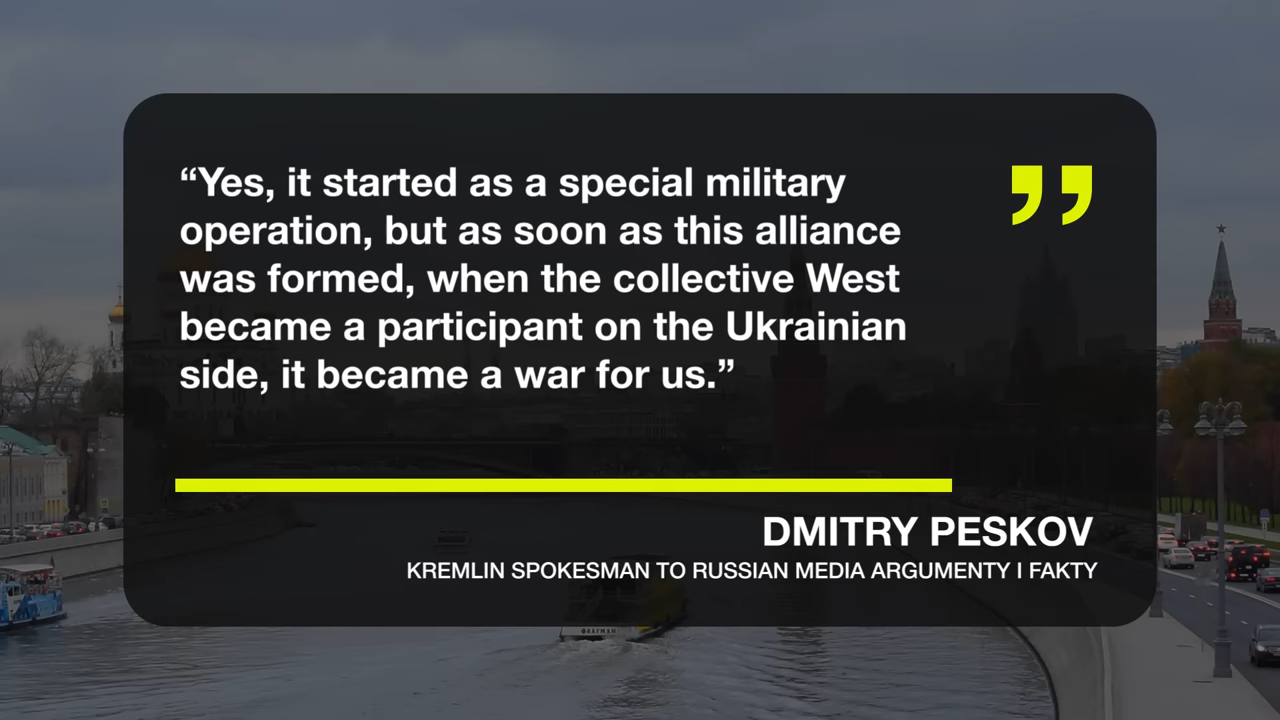 “Yes, it started as a special military
operation, but as soon as this alliance
was formed, when the collective West
became a participant on the Ukrainian
side, it became a war for us.”
”
DMITRY PESKOV
KREMLIN SPOKESMAN TO RUSSIAN MEDIA ARGUMENTY I FAKTY
ФЛАГМАН